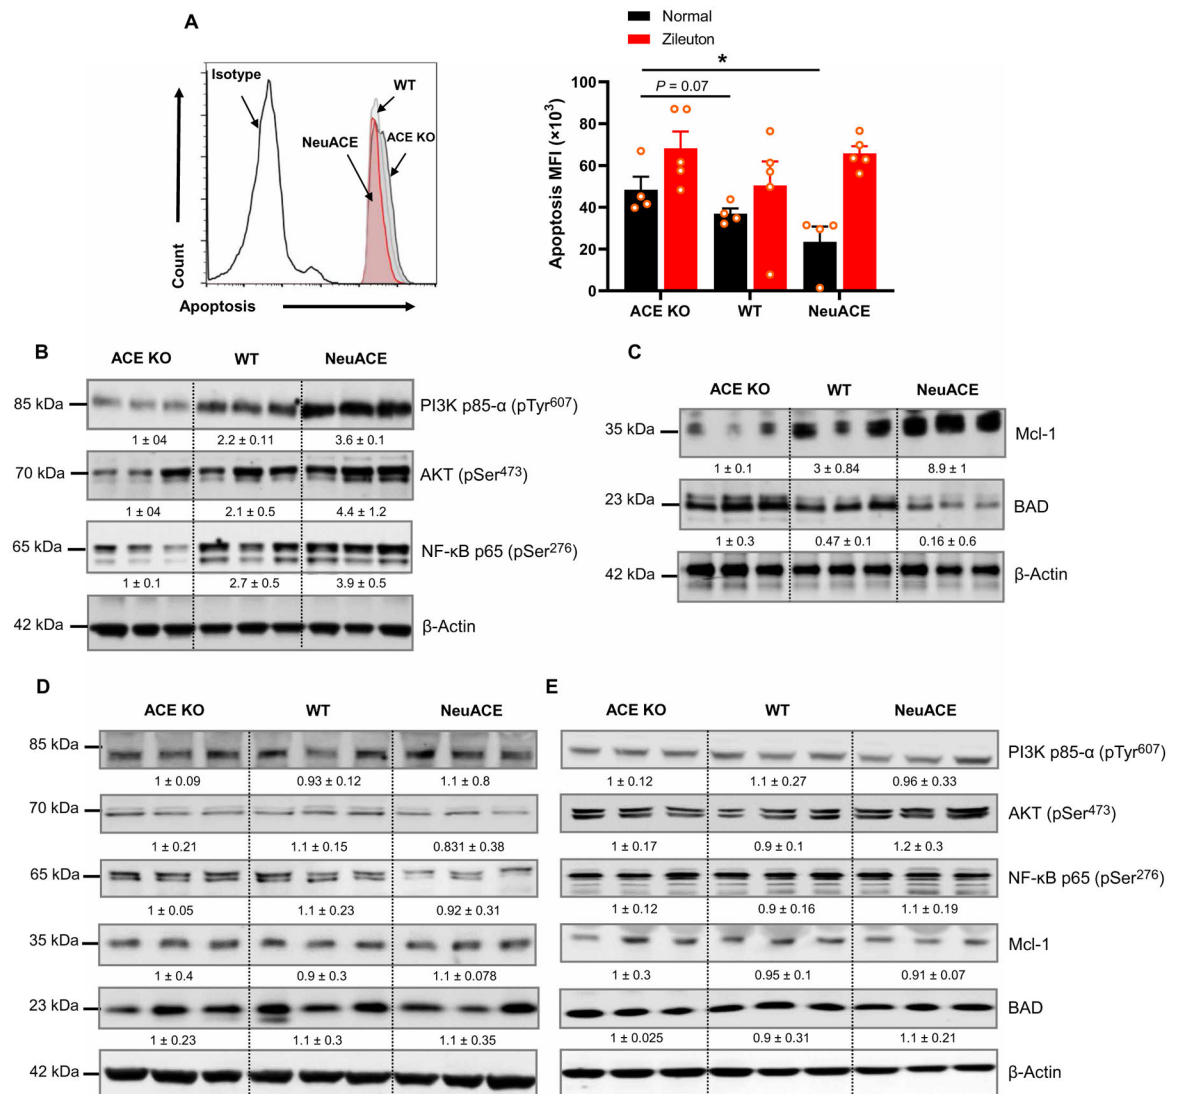 A
Normal
Zileuton
Isotype
WT
NeuACE
ACE KO
Count
Apoptosis
*
P = 0.07
Apoptosis MFI (×10³)
100
80
60
40
20
0
ACE KO WT NeuACE
B
ACE KO WT NeuACE
85 kDa PI3K p85-α (pTyr⁶⁰⁷)
1 ± 04 2.2 ± 0.11 3.6 ± 0.1
70 kDa AKT (pSer⁴⁷³)
1 ± 04 2.1 ± 0.5 4.4 ± 1.2
65 kDa NF-κB p65 (pSer²⁷⁶)
1 ± 0.1 2.7 ± 0.5 3.9 ± 0.5
42 kDa β-Actin
C
ACE KO WT NeuACE
35 kDa Mcl-1
1 ± 0.1 3 ± 0.84 8.9 ± 1
23 kDa BAD
1 ± 0.3 0.47 ± 0.1 0.16 ± 0.6
42 kDa β-Actin
D
ACE KO WT NeuACE
85 kDa
1 ± 0.09 0.93 ± 0.12 1.1 ± 0.8
70 kDa
1 ± 0.21 1.1 ± 0.15 0.831 ± 0.38
65 kDa
1 ± 0.05 1.1 ± 0.23 0.92 ± 0.31
35 kDa
1 ± 0.4 0.9 ± 0.3 1.1 ± 0.078
23 kDa
1 ± 0.23 1.1 ± 0.3 1.1 ± 0.35
42 kDa
E
ACE KO WT NeuACE
PI3K p85-α (pTyr⁶⁰⁷)
1 ± 0.12 1.1 ± 0.27 0.96 ± 0.33
AKT (pSer⁴⁷³)
1 ± 0.17 0.9 ± 0.1 1.2 ± 0.3
NF-κB p65 (pSer²⁷⁶)
1 ± 0.12 0.9 ± 0.16 1.1 ± 0.19
Mcl-1
1 ± 0.3 0.95 ± 0.1 0.91 ± 0.07
BAD
1 ± 0.025 0.9 ± 0.31 1.1 ± 0.21
β-Actin